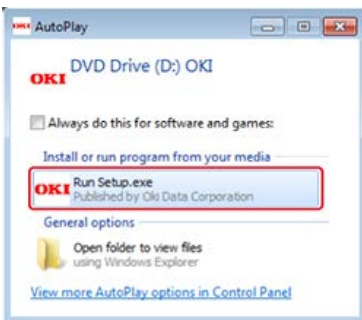 AutoPlay
DVD Drive (D:) OKI
OKI
Always do this for software and games:
Install or run program from your media
OKI
Run Setup.exe
Published by Oki Data Corporation
General options
Open folder to view files
using Windows Explorer
View more AutoPlay options in Control Panel